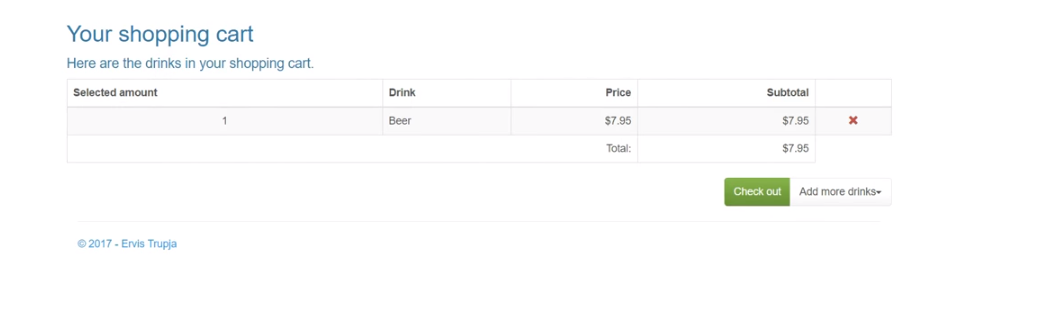 Your shopping cart
Here are the drinks in your shopping cart.
Selected amount Drink Price Subtotal
1 Beer $7.95 $7.95
Total: $7.95
Check out Add more drinks
© 2017 - Ervis Trupja